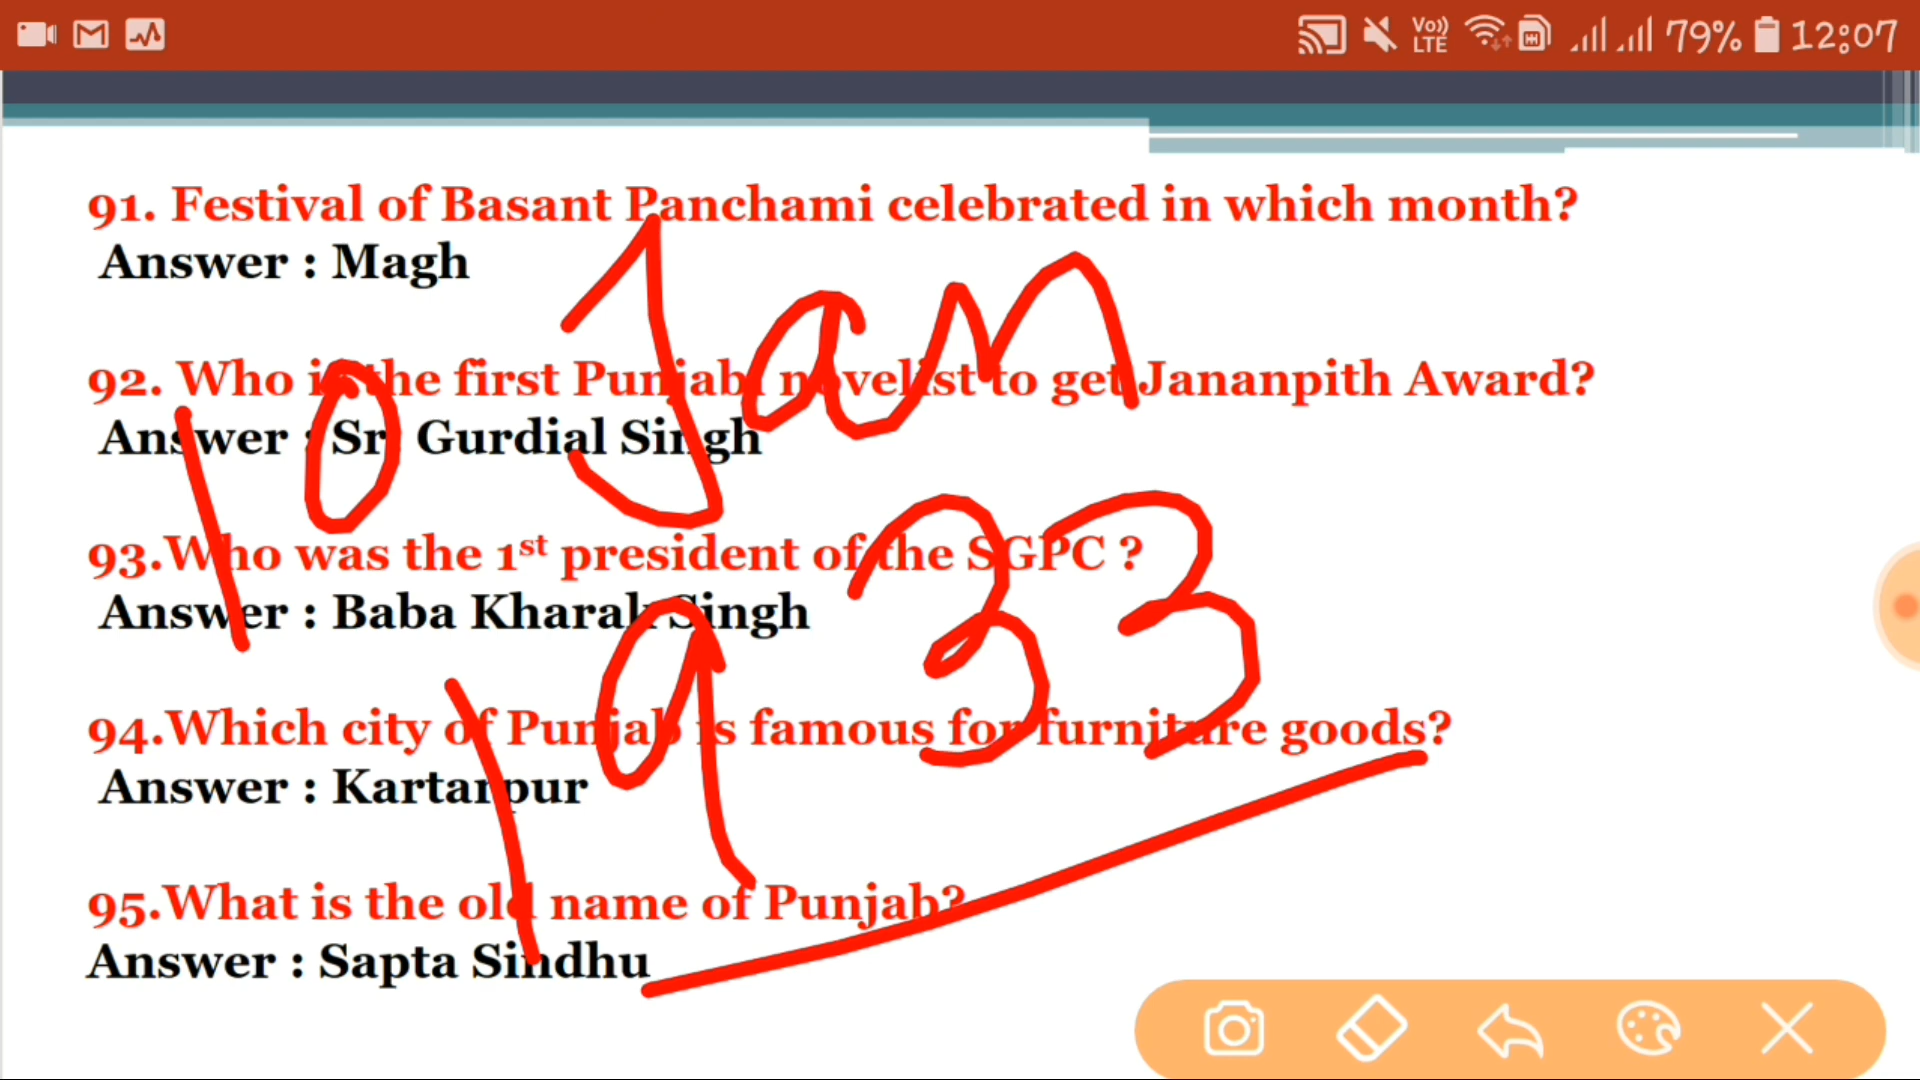 Vo)) LTE 79% 12:07
91. Festival of Basant Panchami celebrated in which month?
Answer : Magh
92. Who is the first Punjabi novelist to get Jananpith Award?
Answer : Sr. Gurdial Singh
93.Who was the 1st president of the SGPC ?
Answer : Baba Kharak Singh
94.Which city of Punjab is famous for furniture goods?
Answer : Kartarpur
95.What is the old name of Punjab?
Answer : Sapta Sindhu
10 Jan
1933